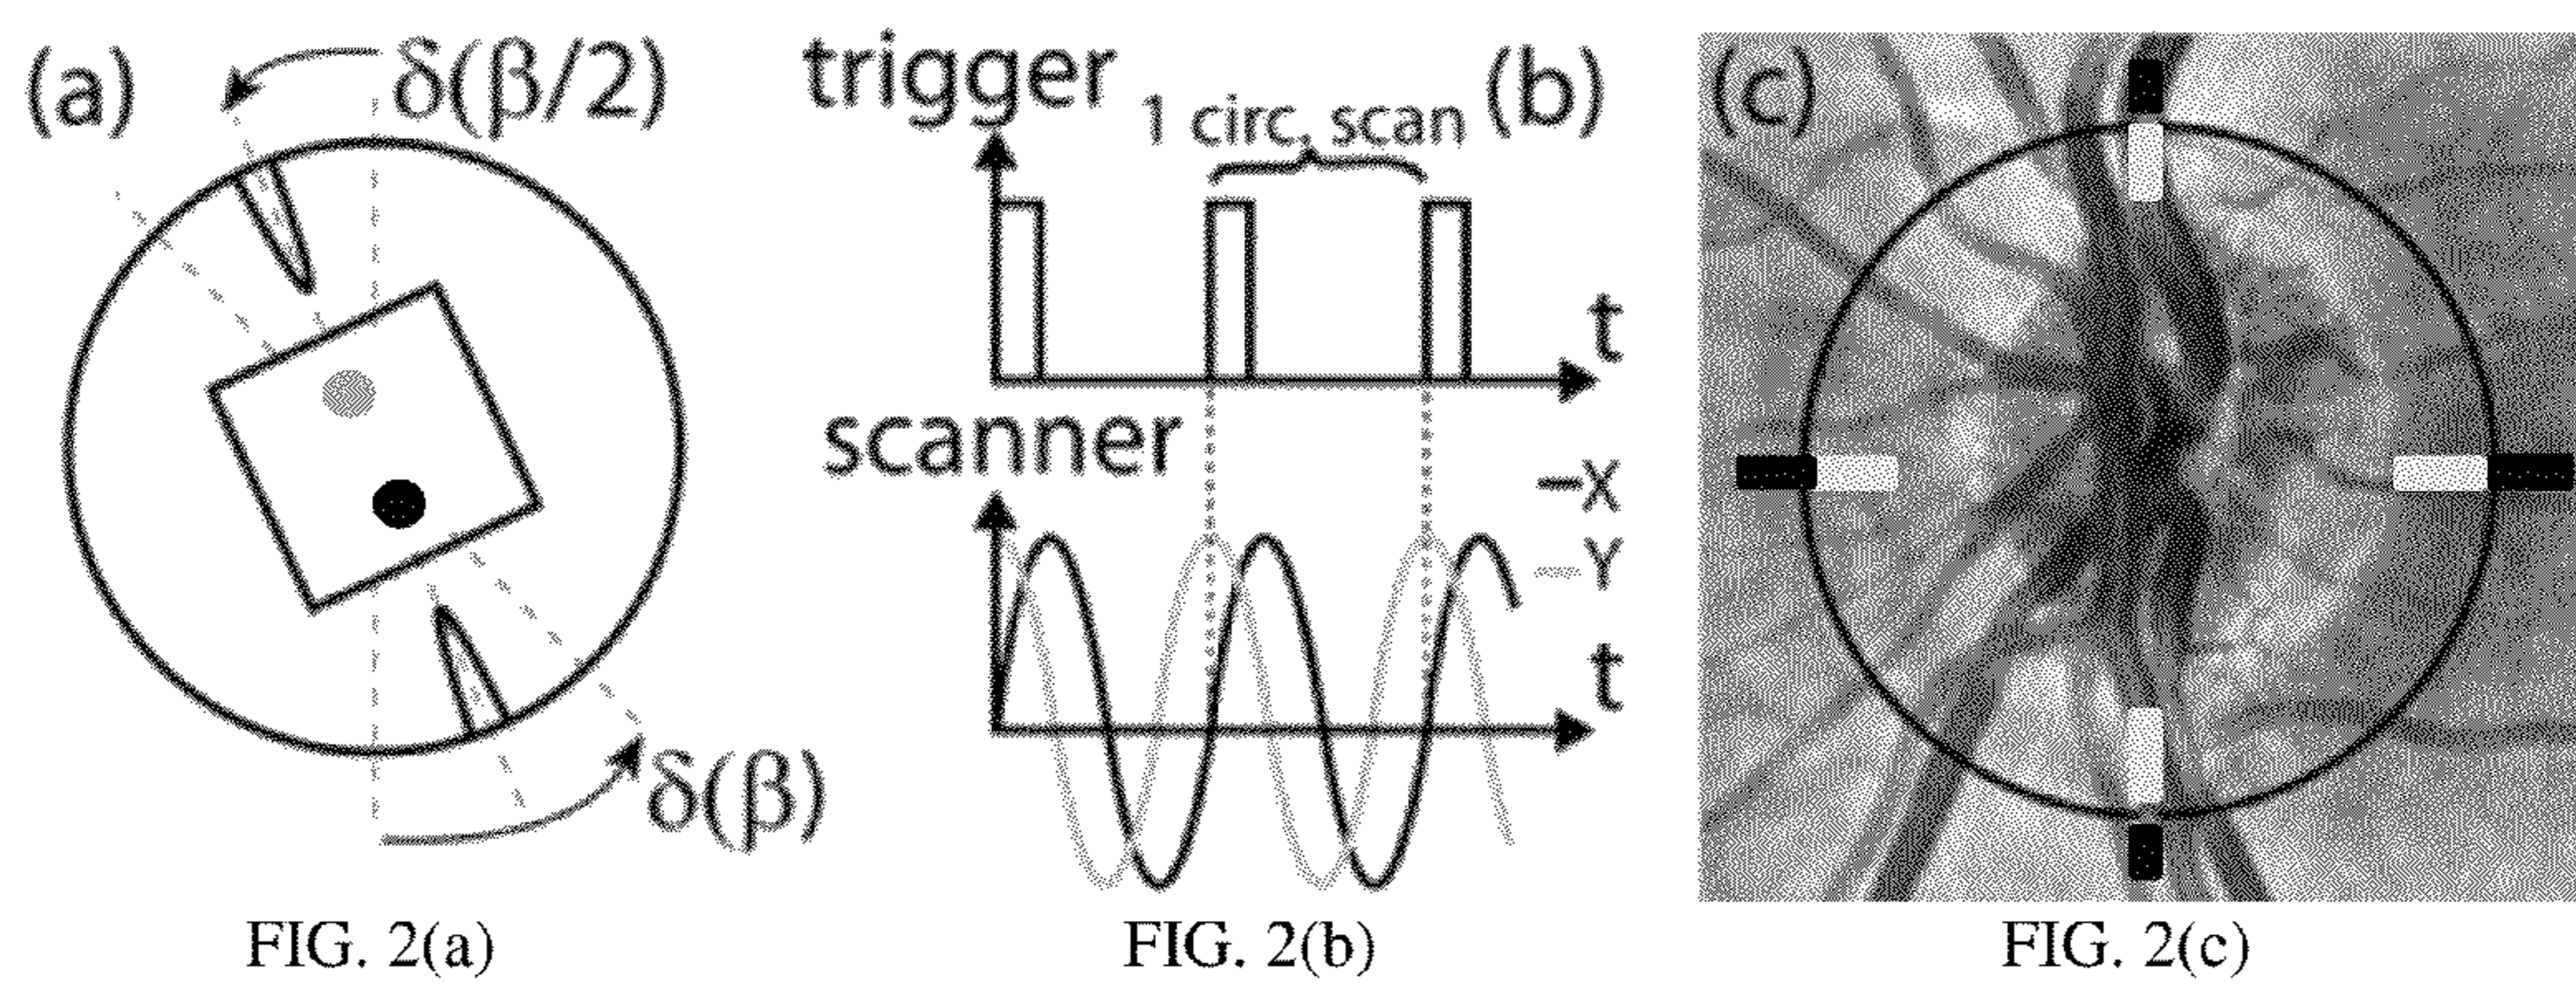 (a)
δ(β/2)
δ(β)
trigger
1 circ. scan
(b)
t
scanner
–X
–Y
t
(c)
FIG. 2(a)
FIG. 2(b)
FIG. 2(c)